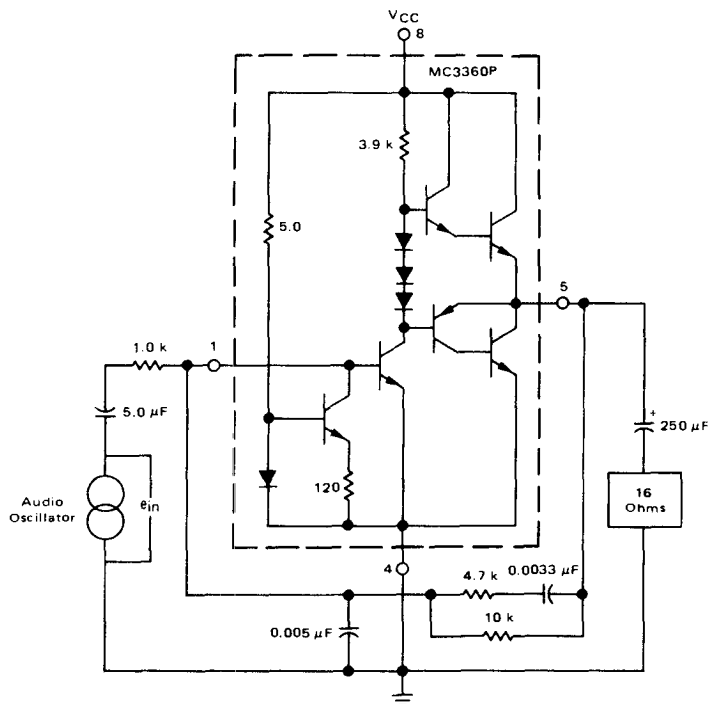 VCC
8
MC3360P
3.9 k
5.0
5
1
1.0 k
5.0 µF
+
250 µF
120
16
Ohms
Audio
Oscillator
ein
4
4.7 k
0.0033 µF
10 k
0.005 µF